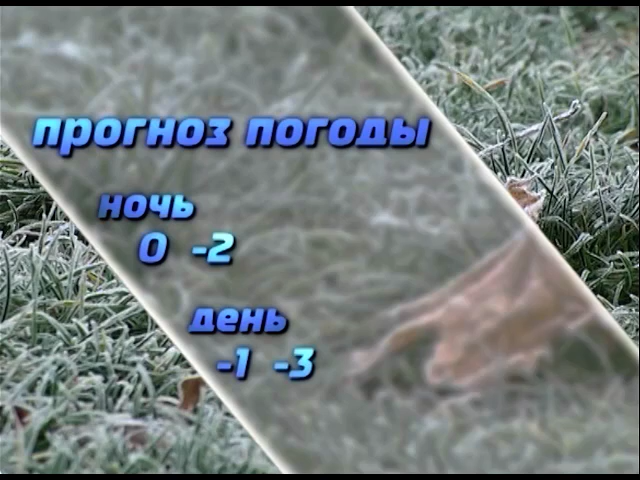 прогноз погоды
ночь
0 -2
день
-1 -3